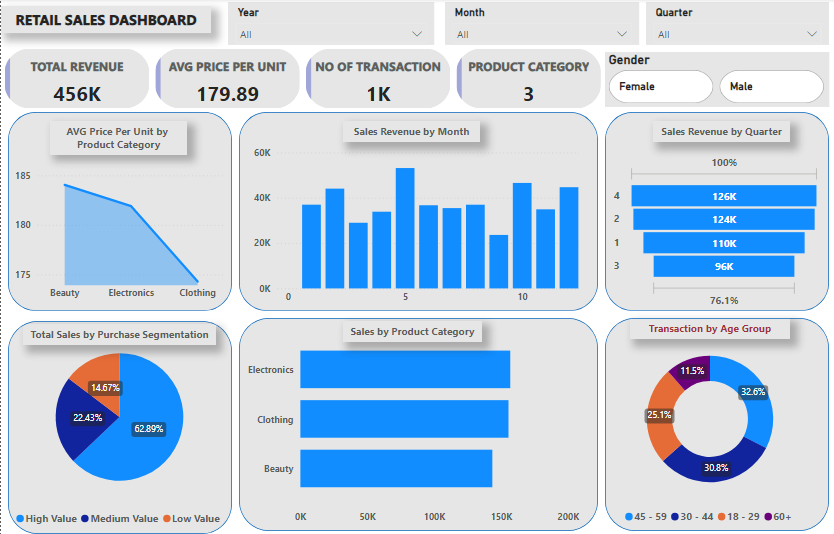 RETAIL SALES DASHBOARD
Year
All
Month
All
Quarter
All
TOTAL REVENUE
456K
AVG PRICE PER UNIT
179.89
NO OF TRANSACTION
1K
PRODUCT CATEGORY
3
Gender
Female
Male
AVG Price Per Unit by
Product Category
185
180
175
Beauty
Electronics
Clothing
Sales Revenue by Month
60K
40K
20K
0K
0
5
10
Sales Revenue by Quarter
100%
4
126K
2
124K
1
110K
3
96K
76.1%
Total Sales by Purchase Segmentation
14.67%
22.43%
62.89%
High Value
Medium Value
Low Value
Sales by Product Category
Electronics
Clothing
Beauty
0K
50K
100K
150K
200K
Transaction by Age Group
11.5%
32.6%
25.1%
30.8%
45 - 59
30 - 44
18 - 29
60+